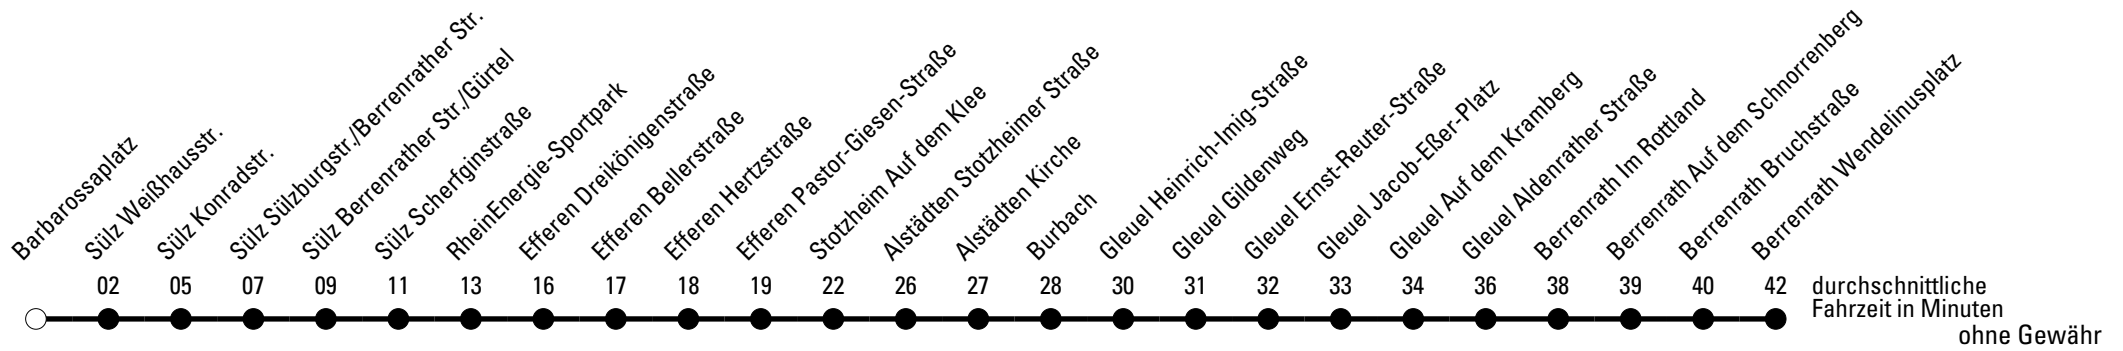 Barbarossaplatz
Sülz Weißhausstr.
Sülz Konradstr.
Sülz Sülzburgstr./Berrenrather Str.
Sülz Berrenrather Str./Gürtel
Sülz Scherfginstraße
RheinEnergie-Sportpark
Efferen Dreikönigenstraße
Efferen Bellerstraße
Efferen Hertzstraße
Efferen Pastor-Giesen-Straße
Stotzheim Auf dem Klee
Alstädten Stotzheimer Straße
Alstädten Kirche
Burbach
Gleuel Heinrich-Imig-Straße
Gleuel Gildenweg
Gleuel Ernst-Reuter-Straße
Gleuel Jacob-Eßer-Platz
Gleuel Auf dem Kramberg
Gleuel Aldenrather Straße
Berrenrath Im Rottland
Berrenrath Auf dem Schnorrenberg
Berrenrath Bruchstraße
Berrenrath Wendelinusplatz
02 05 07 09 11 13 16 17 18 19 22 26 27 28 30 31 32 33 34 36 38 39 40 42 durchschnittliche
Fahrzeit in Minuten
ohne Gewähr